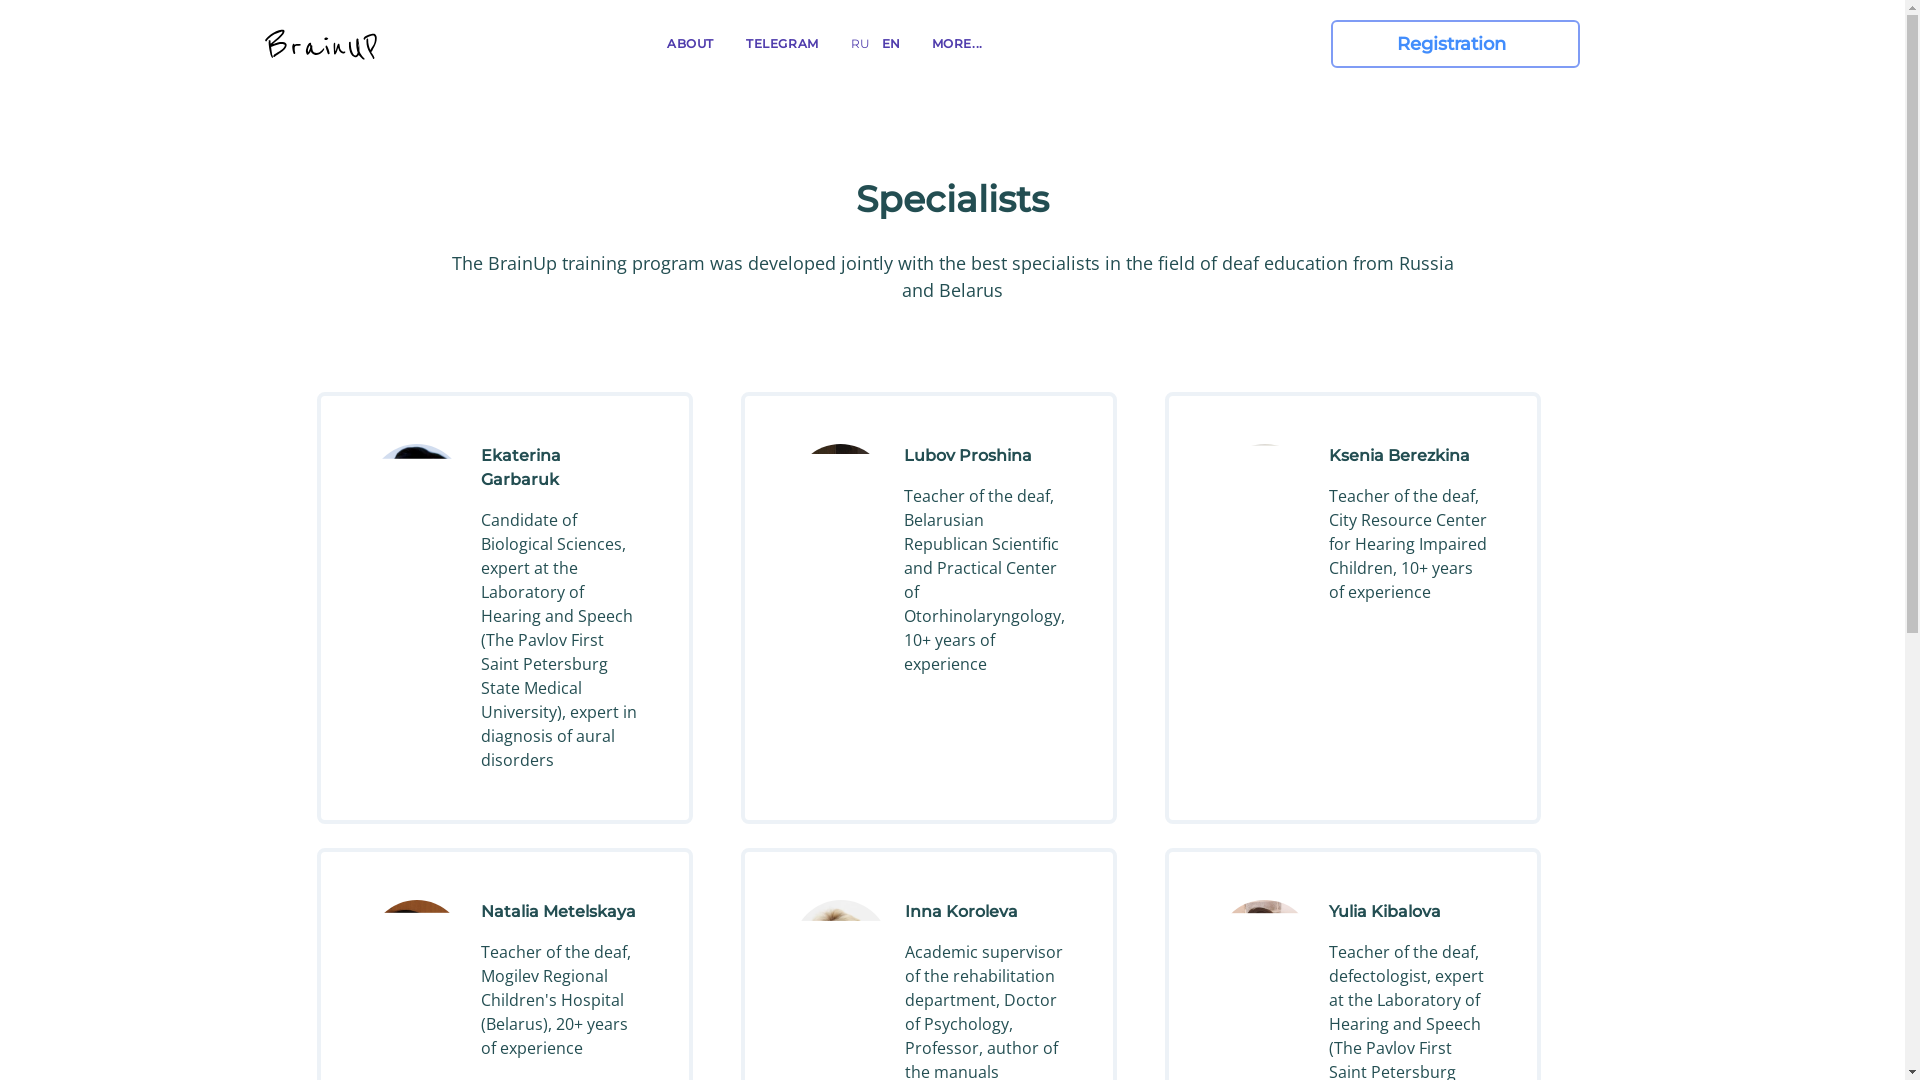 BrainUP
ABOUT
TELEGRAM
RU
EN
MORE...
Registration
Specialists
The BrainUp training program was developed jointly with the best specialists in the field of deaf education from Russia
and Belarus
Ekaterina
Garbaruk
Candidate of
Biological Sciences,
expert at the
Laboratory of
Hearing and Speech
(The Pavlov First
Saint Petersburg
State Medical
University), expert in
diagnosis of aural
disorders
Lubov Proshina
Teacher of the deaf,
Belarusian
Republican Scientific
and Practical Center
of
Otorhinolaryngology,
10+ years of
experience
Ksenia Berezkina
Teacher of the deaf,
City Resource Center
for Hearing Impaired
Children, 10+ years
of experience
Natalia Metelskaya
Teacher of the deaf,
Mogilev Regional
Children's Hospital
(Belarus), 20+ years
of experience
Inna Koroleva
Academic supervisor
of the rehabilitation
department, Doctor
of Psychology,
Professor, author of
the manuals
Yulia Kibalova
Teacher of the deaf,
defectologist, expert
at the Laboratory of
Hearing and Speech
(The Pavlov First
Saint Petersburg